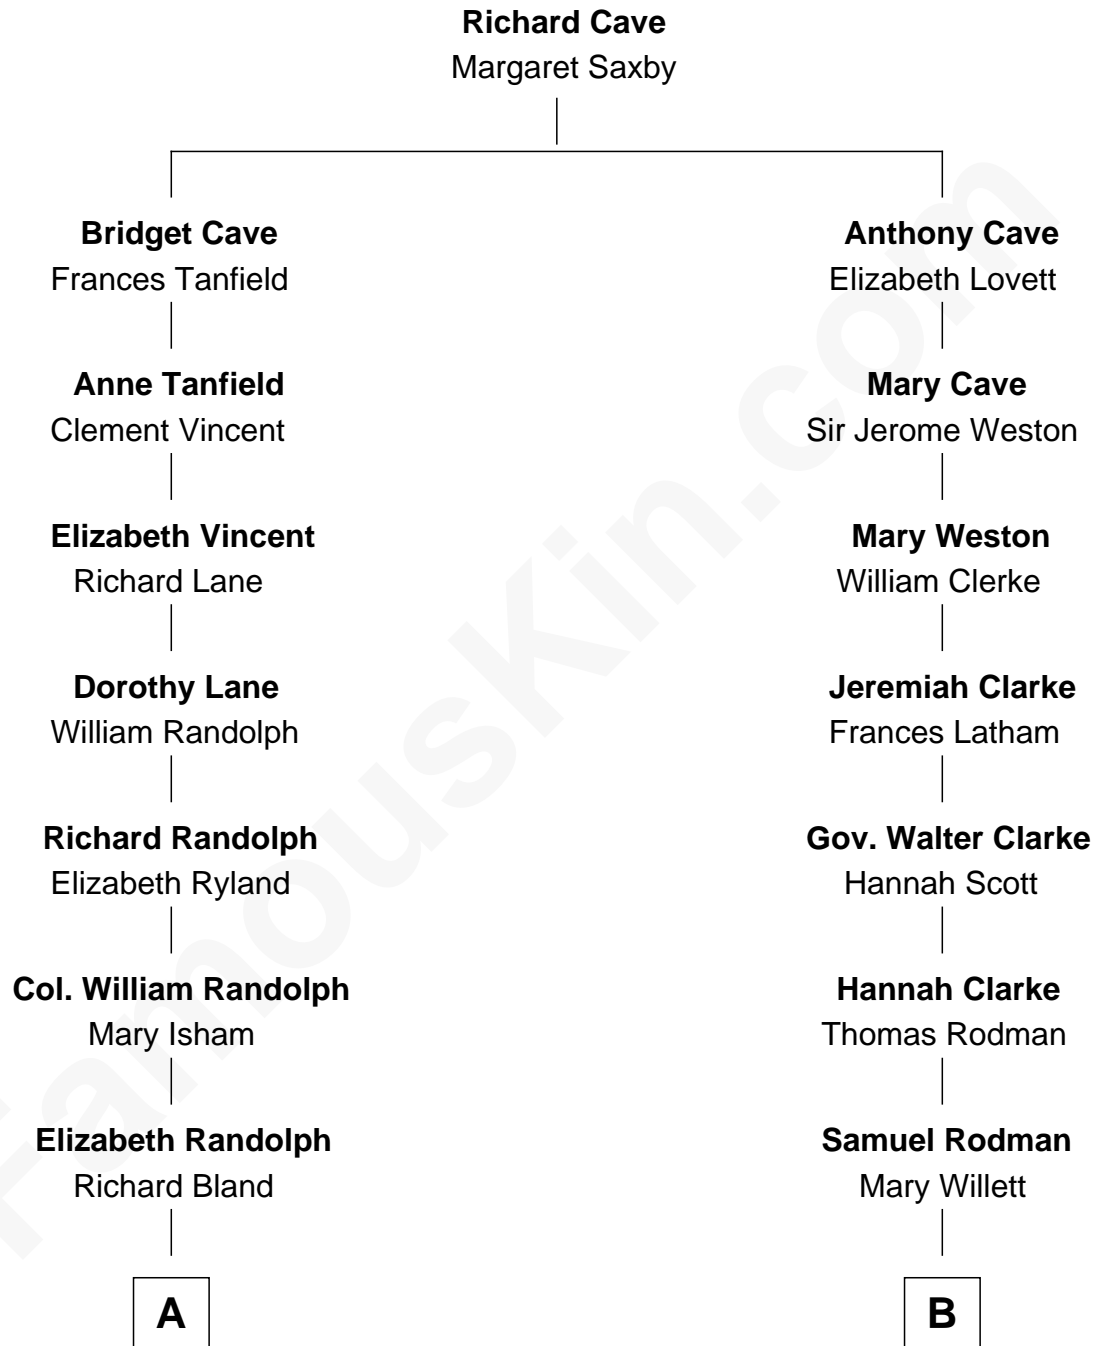 Richard Cave
Margaret Saxby
Bridget Cave
Frances Tanfield
Anthony Cave
Elizabeth Lovett
Anne Tanfield
Clement Vincent
Mary Cave
Sir Jerome Weston
Elizabeth Vincent
Richard Lane
Mary Weston
William Clerke
Dorothy Lane
William Randolph
Jeremiah Clarke
Frances Latham
Richard Randolph
Elizabeth Ryland
Gov. Walter Clarke
Hannah Scott
Col. William Randolph
Mary Isham
Hannah Clarke
Thomas Rodman
Elizabeth Randolph
Richard Bland
Samuel Rodman
Mary Willett
A
B
FamousKin.com